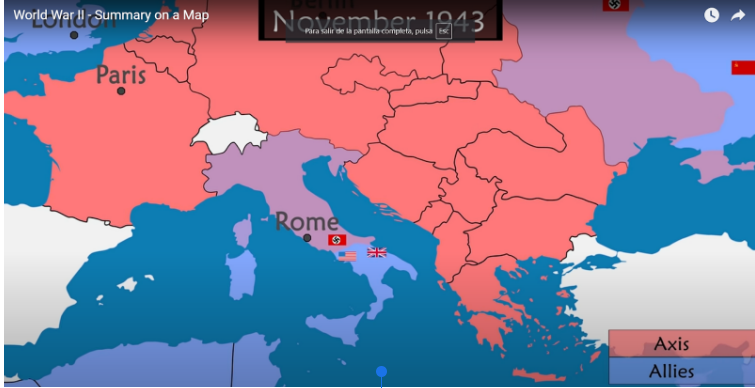 World War II - Summary on a Map
London
Berlin
November 1943
Para salir de la pantalla completa, pulsa Esc
Paris
Rome
Axis
Allies